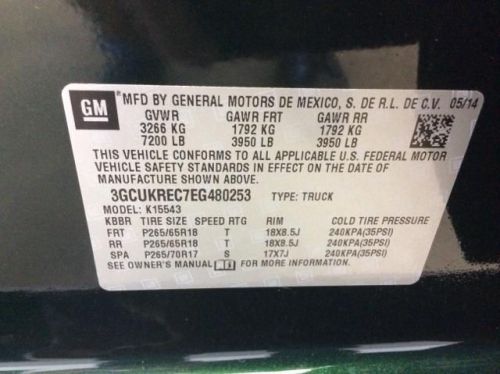 GM
MFD BY GENERAL MOTORS DE MEXICO, S. DE R.L. DE C.V. 05/14
GVWR GAWR FRT GAWR RR
3266 KG 1792 KG 1792 KG
7200 LB 3950 LB 3950 LB
THIS VEHICLE CONFORMS TO ALL APPLICABLE U.S. FEDERAL MOTOR
VEHICLE SAFETY STANDARDS IN EFFECT ON THE DATE OF
MANUFACTURE SHOWN ABOVE.
3GCUKREC7EG480253 TYPE: TRUCK
MODEL: K15543
KBBR TIRE SIZE SPEED RTG RIM COLD TIRE PRESSURE
FRT P265/65R18 T 18X8.5J 240KPA(35PSI)
RR P265/65R18 T 18X8.5J 240KPA(35PSI)
SPA P265/70R17 S 17X7J 240KPA(35PSI)
SEE OWNER'S MANUAL FOR MORE INFORMATION.